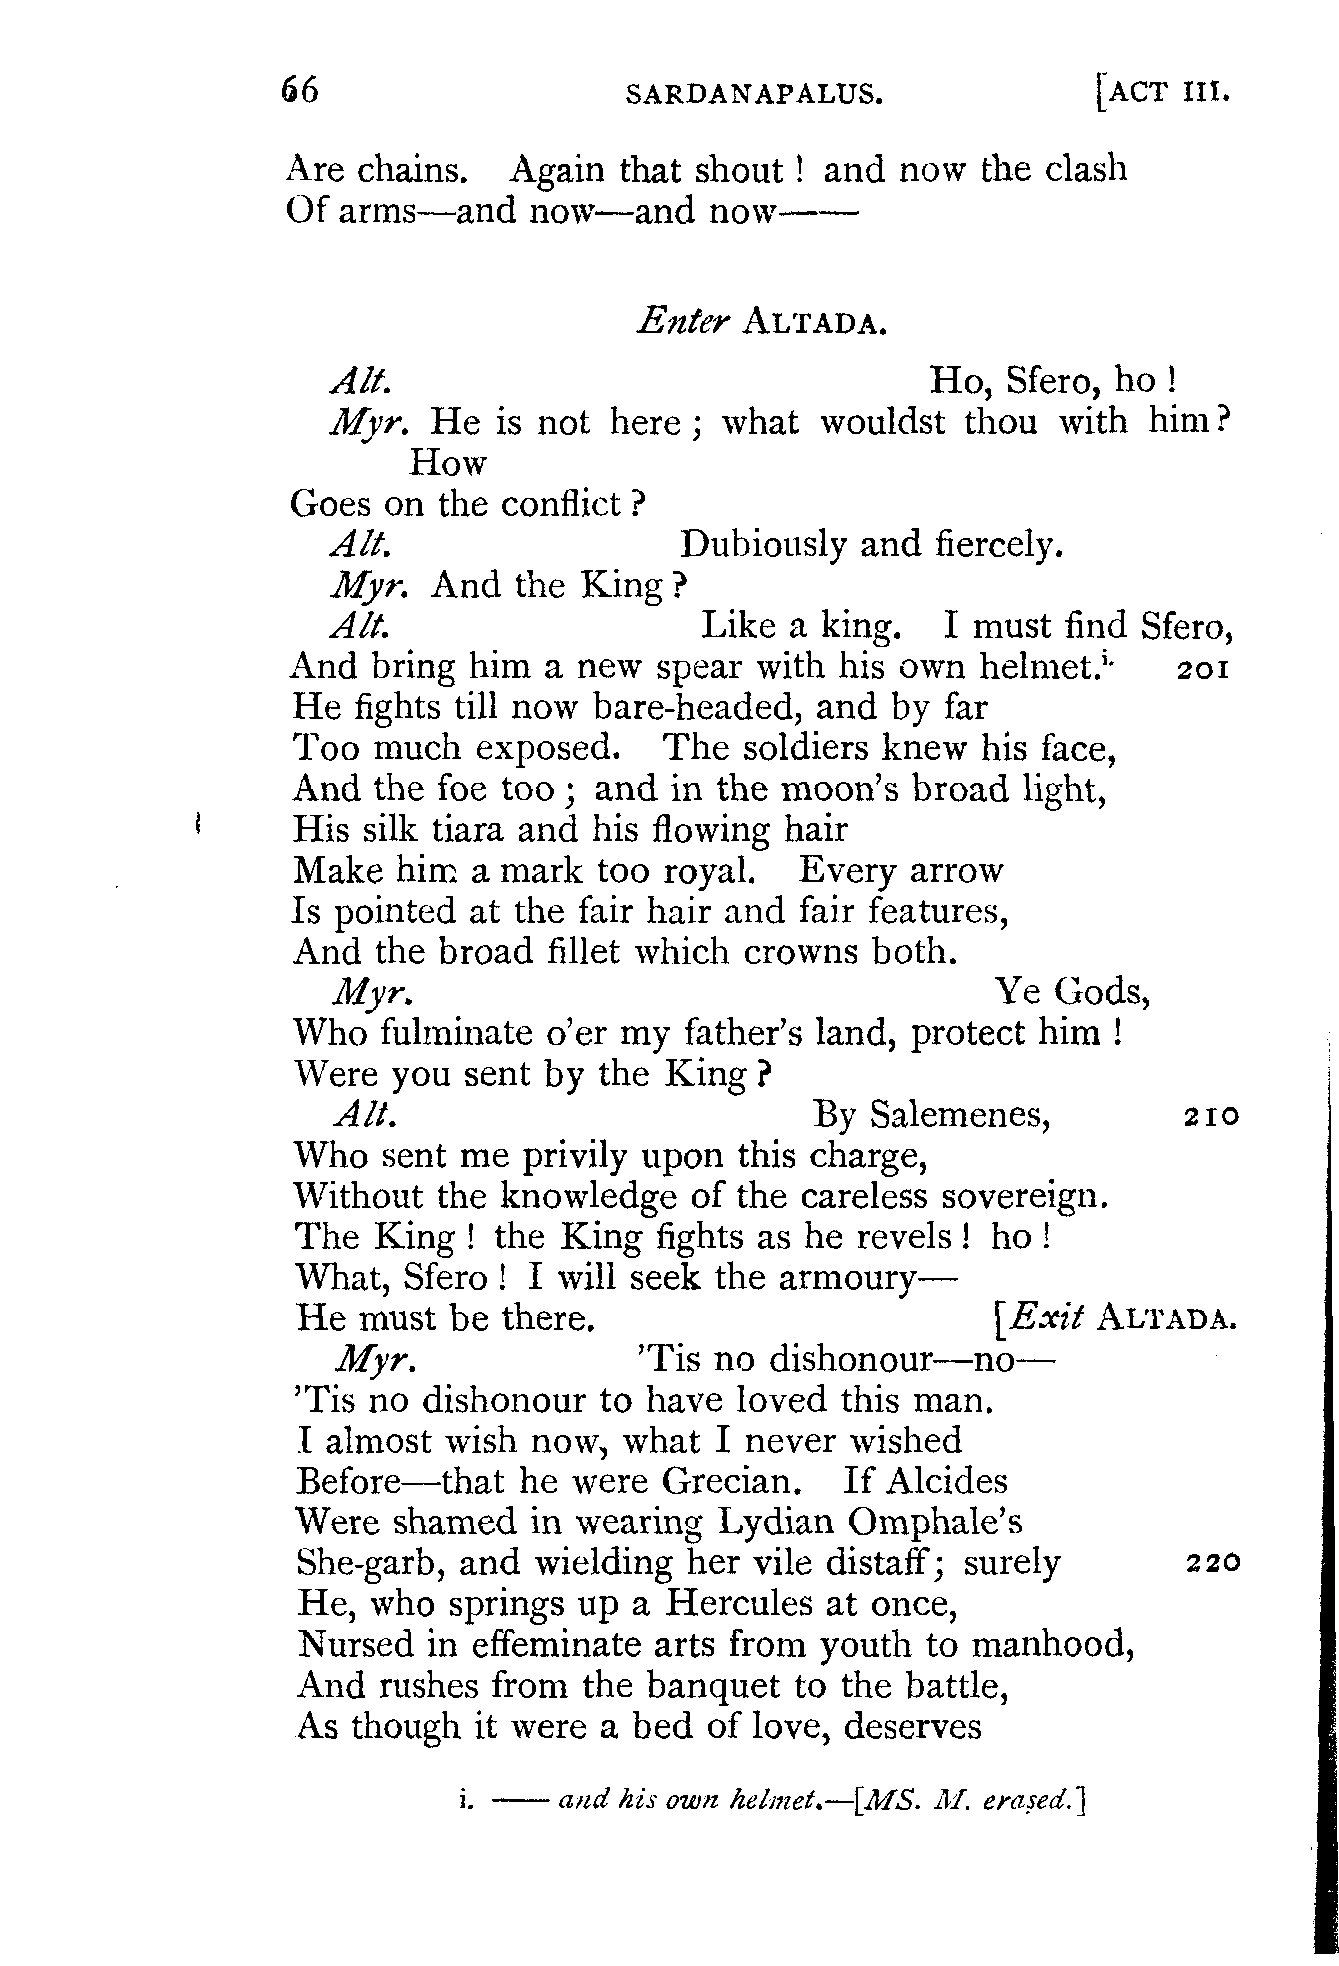 66 SARDANAPALUS. [ACT III.
Are chains. Again that shout! and now the clash
Of arms—and now—and now——
Enter ALTADA.
Alt. Ho, Sfero, ho!
Myr. He is not here; what wouldst thou with him?
How
Goes on the conflict?
Alt. Dubiously and fiercely.
Myr. And the King?
Alt. Like a king. I must find Sfero,
And bring him a new spear with his own helmet.i. 201
He fights till now bare-headed, and by far
Too much exposed. The soldiers knew his face,
And the foe too; and in the moon's broad light,
His silk tiara and his flowing hair
Make him a mark too royal. Every arrow
Is pointed at the fair hair and fair features,
And the broad fillet which crowns both.
Myr. Ye Gods,
Who fulminate o'er my father's land, protect him!
Were you sent by the King?
Alt. By Salemenes, 210
Who sent me privily upon this charge,
Without the knowledge of the careless sovereign.
The King! the King fights as he revels! ho!
What, Sfero! I will seek the armoury—
He must be there. [Exit ALTADA.
Myr. 'Tis no dishonour—no—
'Tis no dishonour to have loved this man.
I almost wish now, what I never wished
Before—that he were Grecian. If Alcides
Were shamed in wearing Lydian Omphale's
She-garb, and wielding her vile distaff; surely 220
He, who springs up a Hercules at once,
Nursed in effeminate arts from youth to manhood,
And rushes from the banquet to the battle,
As though it were a bed of love, deserves
i. —— and his own helmet.—[MS. M. erased.]